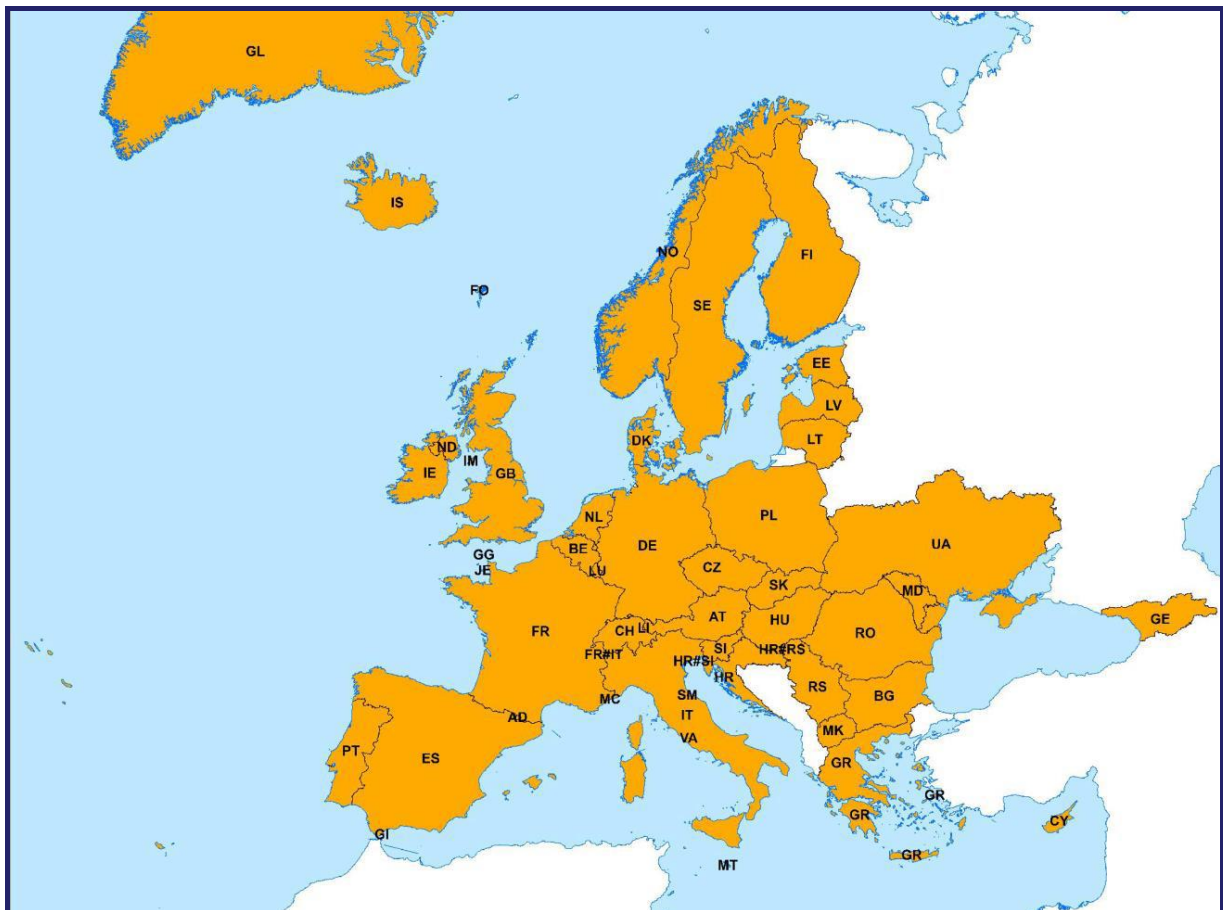 GL
IS
NO
FI
FO
SE
EE
LV
LT
DK
ND
IM
IE
GB
NL
PL
BE
DE
UA
GG
JE
LU
CZ
SK
MD
AT
HU
GE
FR
CH
LI
RO
SI
HR#RS
FR#IT
HR#SI
HR
RS
SM
BG
MC
AD
IT
VA
MK
PT
ES
GR
GR
GR
CY
GI
GR
MT